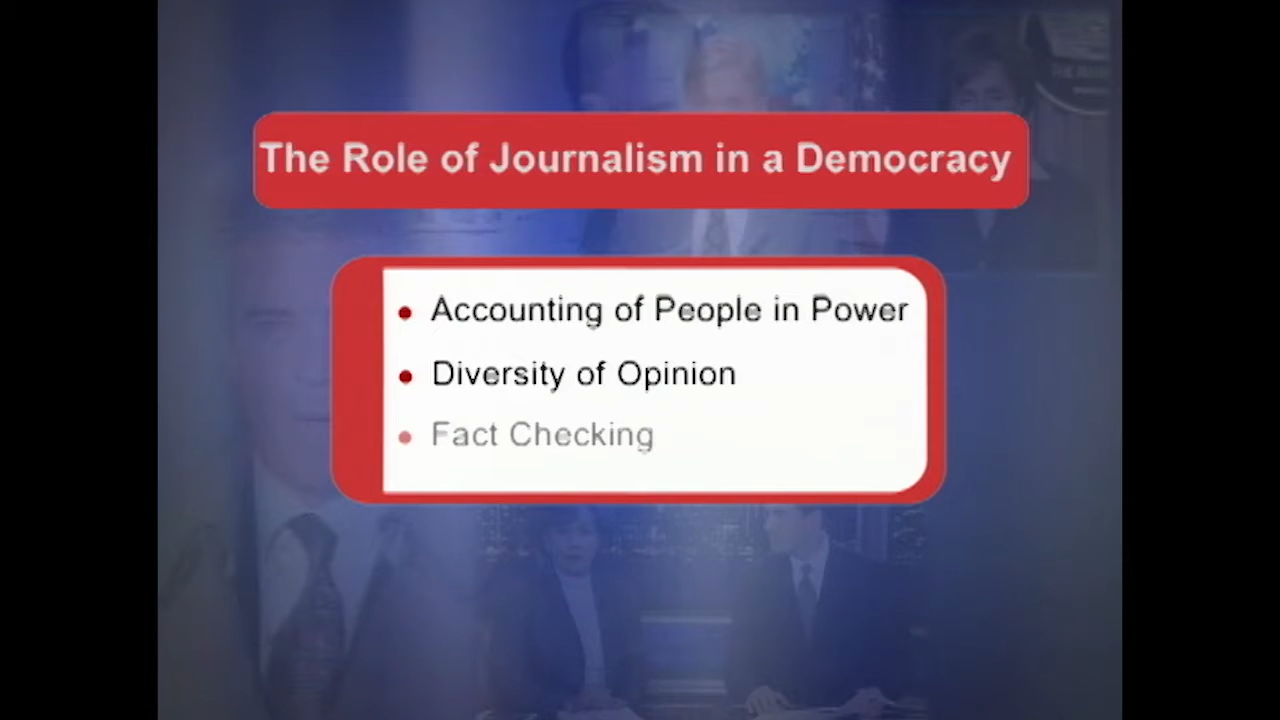 The Role of Journalism in a Democracy
Accounting of People in Power
Diversity of Opinion
Fact Checking